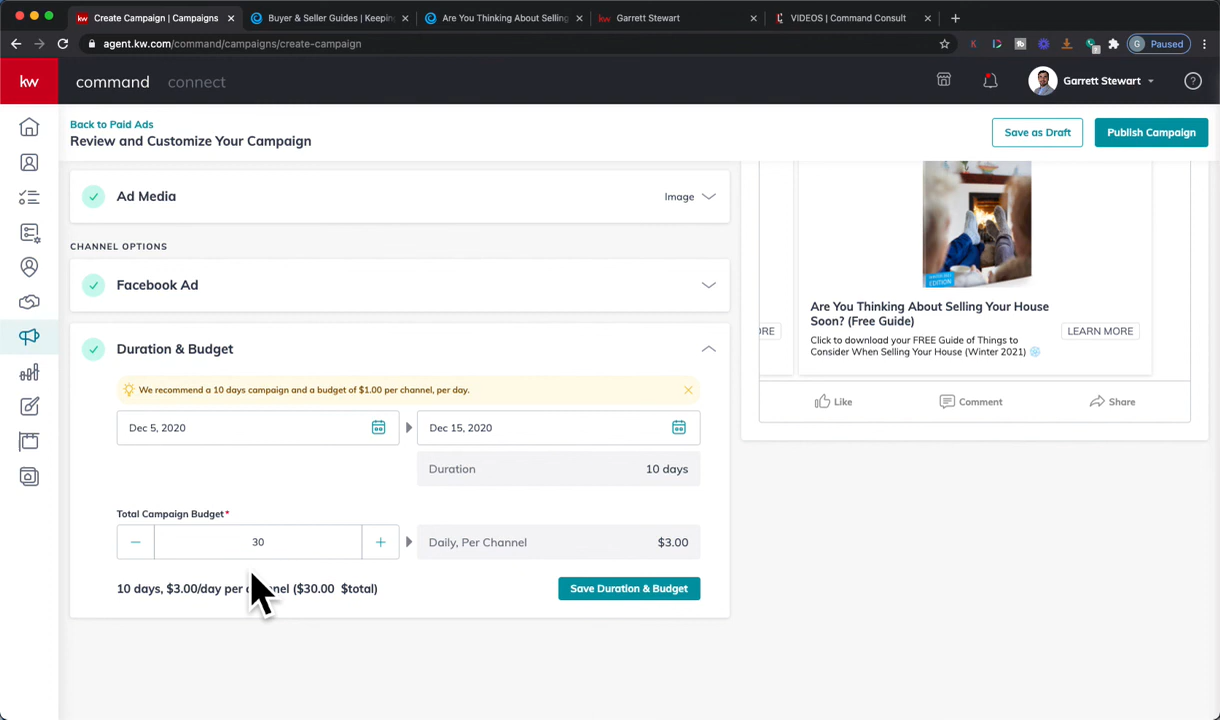 Create Campaign | Campaigns
Buyer & Seller Guides | Keeping
Are You Thinking About Selling
kw Garrett Stewart
VIDEOS | Command Consult
agent.kw.com/command/campaigns/create-campaign
G Paused
kw command connect
Garrett Stewart
Back to Paid Ads
Review and Customize Your Campaign
Save as Draft
Publish Campaign
Ad Media
Image
CHANNEL OPTIONS
Facebook Ad
Duration & Budget
We recommend a 10 days campaign and a budget of $1.00 per channel, per day.
Dec 5, 2020
Dec 15, 2020
Duration 10 days
Total Campaign Budget*
30
Daily, Per Channel $3.00
10 days, $3.00/day per channel ($30.00 $total)
Save Duration & Budget
EDITION
Are You Thinking About Selling Your House
Soon? (Free Guide)
ORE
LEARN MORE
Click to download your FREE Guide of Things to
Consider When Selling Your House (Winter 2021)
Like
Comment
Share